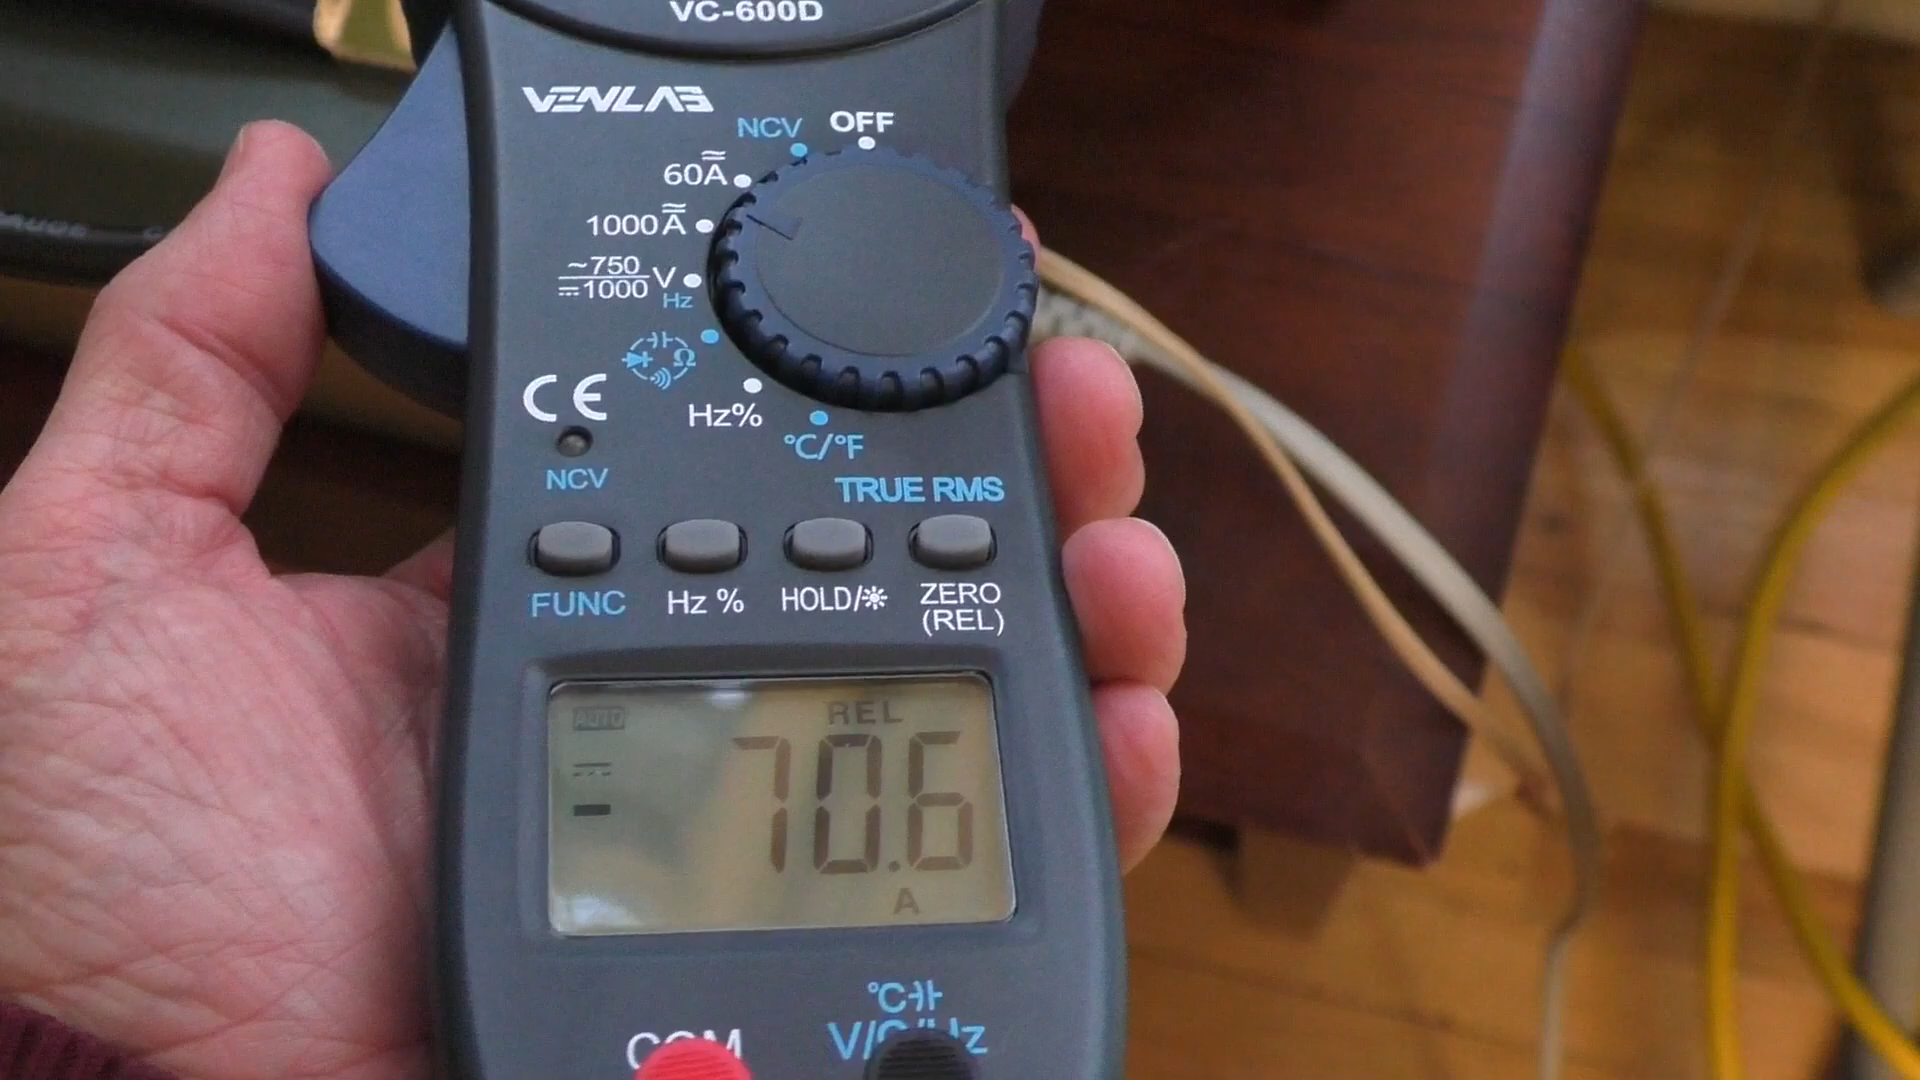 VC-600D
VENLAB
NCV OFF
60A
1000A
~750
1000 V
Hz
Ω
CE
Hz%
°C/°F
NCV
TRUE RMS
FUNC
Hz %
HOLD/☀
ZERO
(REL)
AUTO
REL
-70.6
A
°C
COM